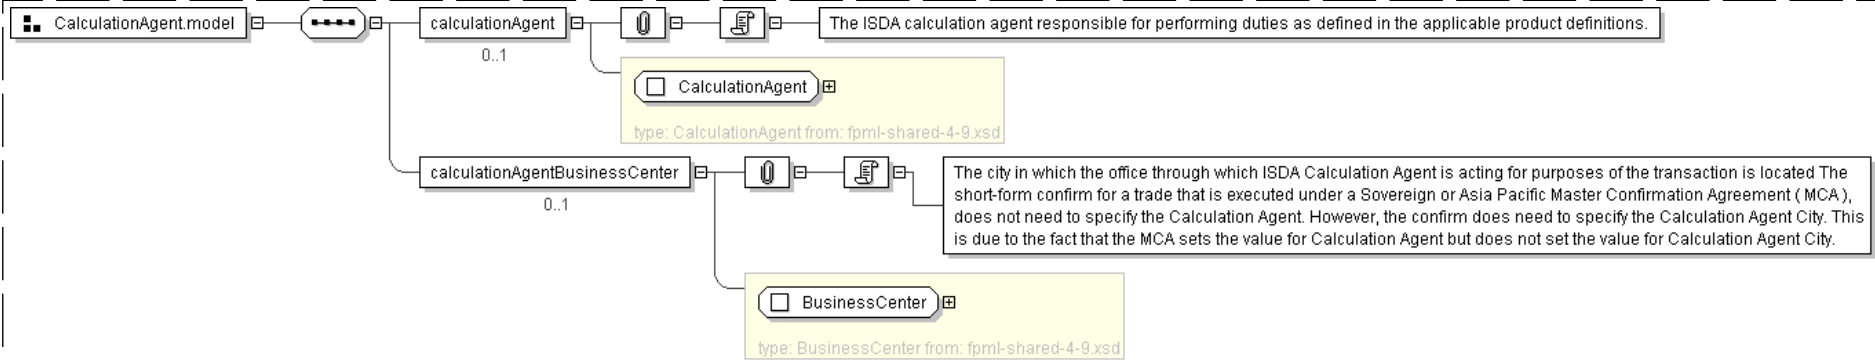 CalculationAgent.model
calculationAgent
The ISDA calculation agent responsible for performing duties as defined in the applicable product definitions.
0..1
CalculationAgent
type: CalculationAgent from: fpml-shared-4-9.xsd
calculationAgentBusinessCenter
0..1
The city in which the office through which ISDA Calculation Agent is acting for purposes of the transaction is located The
short-form confirm for a trade that is executed under a Sovereign or Asia Pacific Master Confirmation Agreement ( MCA ),
does not need to specify the Calculation Agent. However, the confirm does need to specify the Calculation Agent City. This
is due to the fact that the MCA sets the value for Calculation Agent but does not set the value for Calculation Agent City.
BusinessCenter
type: BusinessCenter from: fpml-shared-4-9.xsd